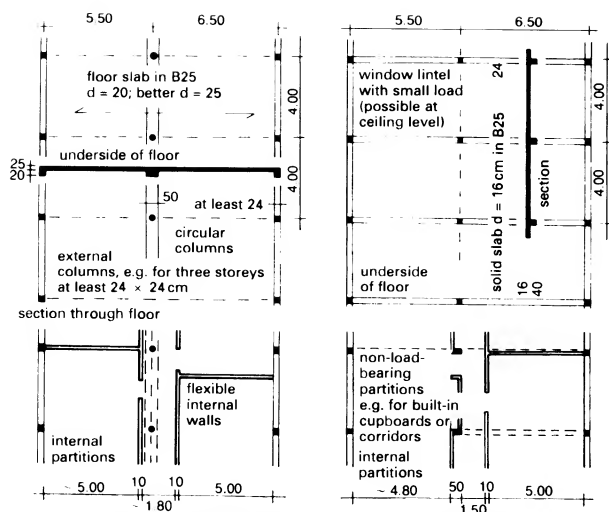 5.50
6.50
floor slab in B25
d = 20; better d = 25
4.00
underside of floor
25
20
50
at least 24
4.00
circular
columns
external
columns, e.g. for three storeys
at least 24 × 24 cm
section through floor
flexible
internal
walls
internal
partitions
5.00
10
~1.80
10
5.00
5.50
6.50
window lintel
with small load
(possible at
ceiling level)
24
4.00
solid slab d = 16 cm in B25
section
4.00
underside
of floor
16
40
non-load-
bearing
partitions
e.g. for built-in
cupboards or
corridors
internal
partitions
~ 4.80
50
1.50
10
5.00